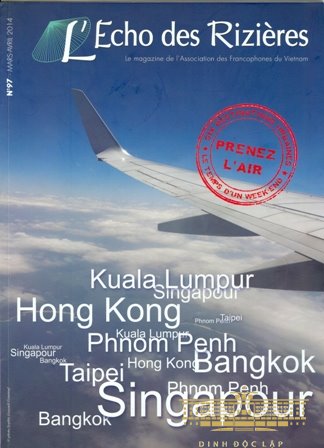 L'Echo des Rizières
Le magazine de l'Association des Francophones du Vietnam
N°97 - MARS-AVRIL 2014
PRENEZ
L'AIR
LE TEMPS D'UN WEEK-END
Kuala Lumpur
Singapour
Hong Kong
Taipei
Phnom Penh
Kuala Lumpur
Phnom Penh
Kuala Lumpur
Singapour
Bangkok
Hong Kong
Bangkok
Taipei
Phnom Penh
Singapour
Bangkok
DINH ĐỘC LẬP